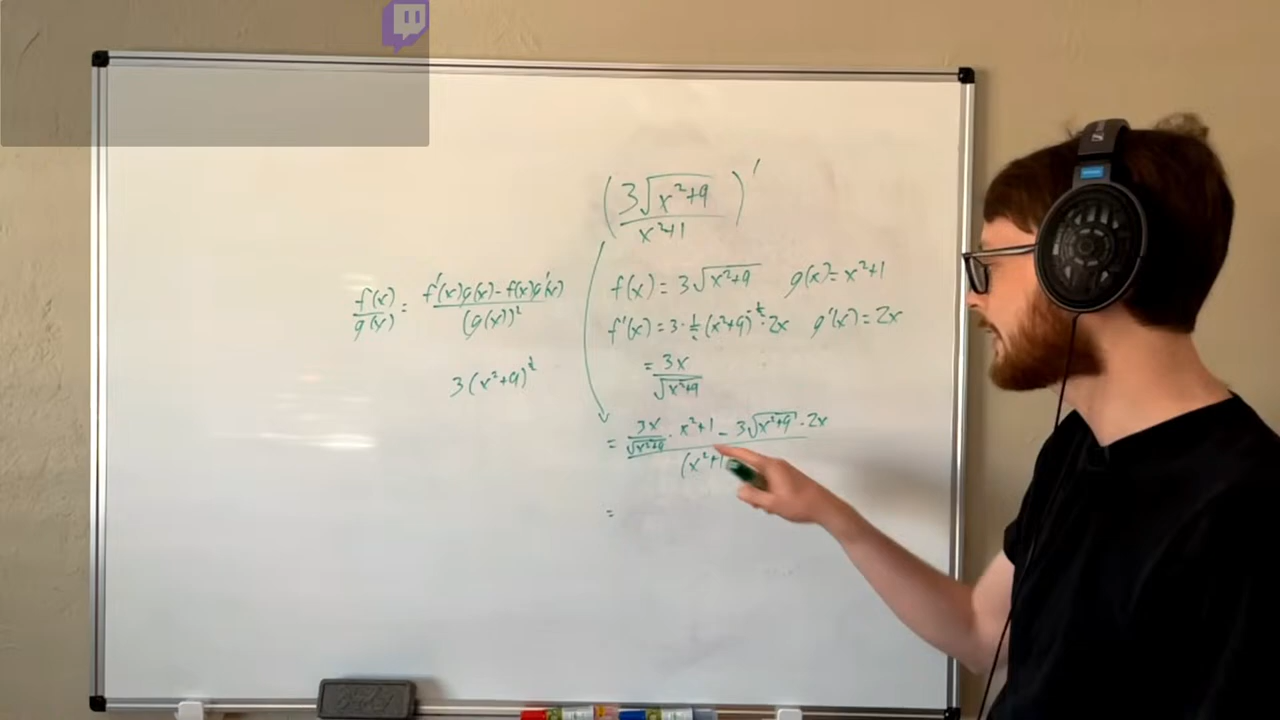 (3√(x²+9) / (x²+1))'
f(x)/g(x) = (f'(x)g(x) - f(x)g'(x)) / (g(x))²
f(x) = 3√(x²+9) g(x) = x²+1
f'(x) = 3·½(x²+9)^(-½)·2x g'(x) = 2x
= 3x/√(x²+9)
3(x²+9)^½
= (3x/√(x²+9) · x²+1 - 3√(x²+9) · 2x) / (x²+1
=